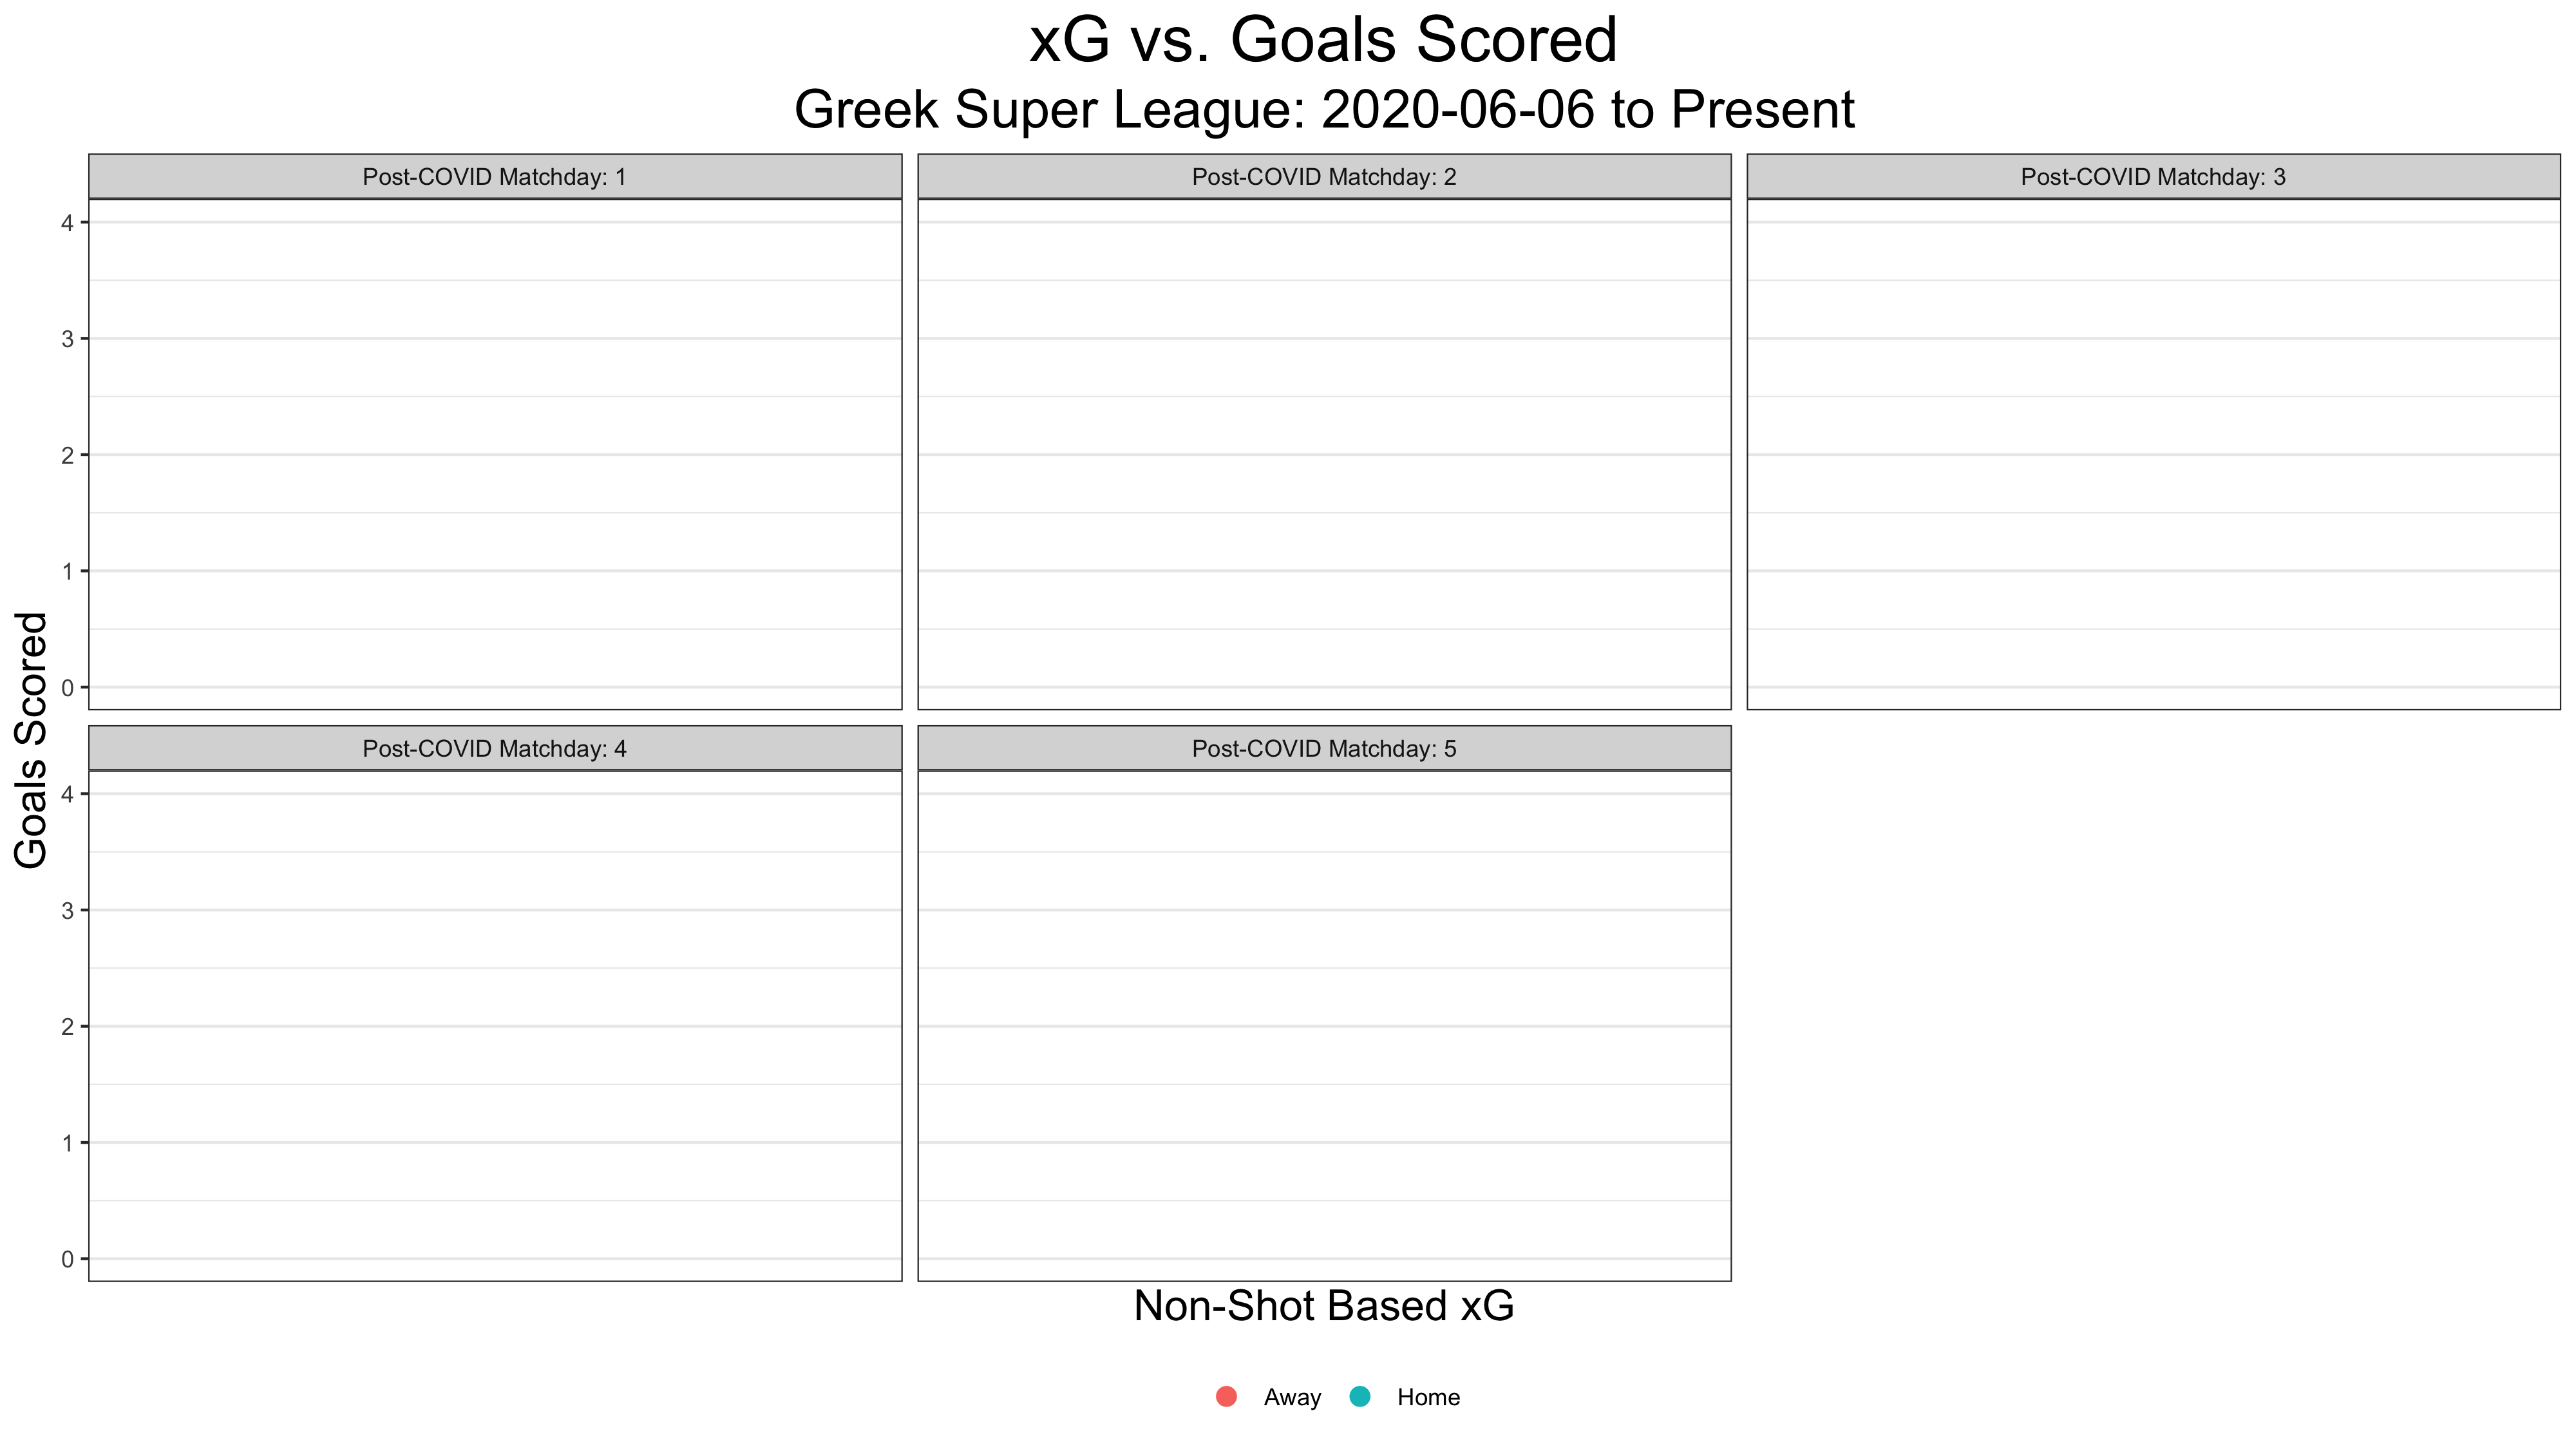 xG vs. Goals Scored
Greek Super League: 2020-06-06 to Present
Post-COVID Matchday: 1
Post-COVID Matchday: 2
Post-COVID Matchday: 3
4
3
2
1
0
Goals Scored
Post-COVID Matchday: 4
Post-COVID Matchday: 5
4
3
2
1
0
Non-Shot Based xG
Away
Home